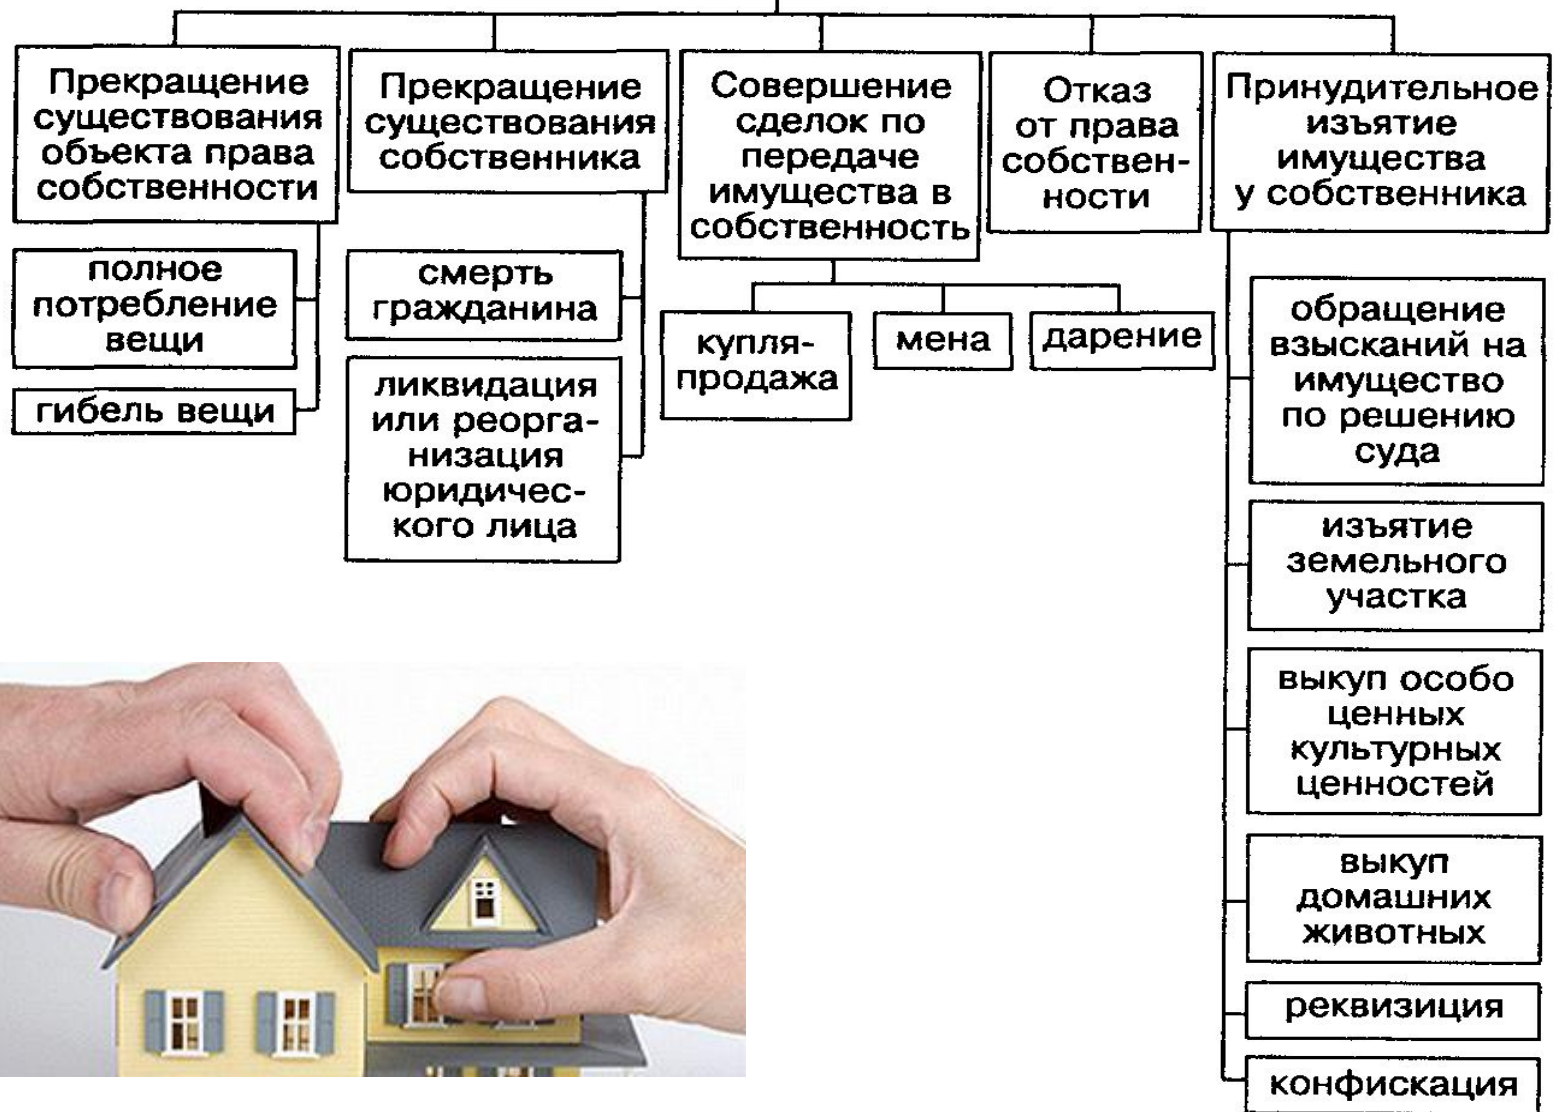 Прекращение
существования
объекта права
собственности
полное
потребление
вещи
гибель вещи
Прекращение
существования
собственника
смерть
гражданина
ликвидация
или реорга-
низация
юридичес-
кого лица
Совершение
сделок по
передаче
имущества в
собственность
купля-
продажа
мена
дарение
Отказ
от права
собствен-
ности
Принудительное
изъятие
имущества
у собственника
обращение
взысканий на
имущество
по решению
суда
изъятие
земельного
участка
выкуп особо
ценных
культурных
ценностей
выкуп
домашних
животных
реквизиция
конфискация